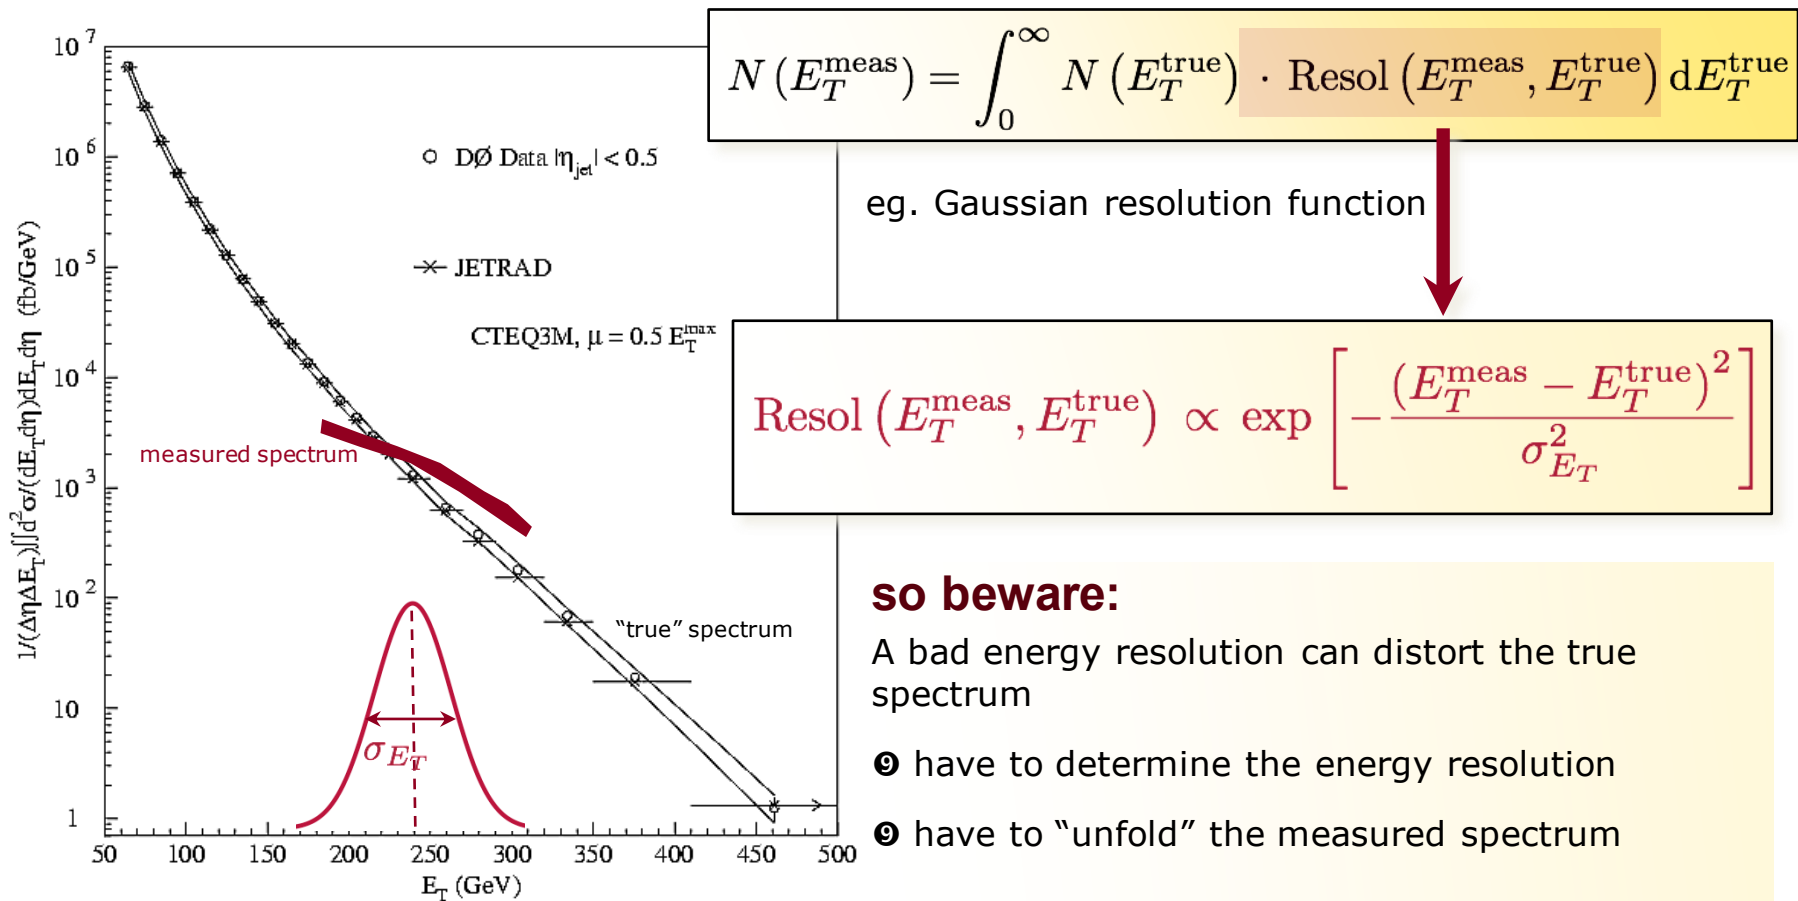 N(E_T^meas) = ∫_0^∞ N(E_T^true) · Resol(E_T^meas, E_T^true) dE_T^true
eg. Gaussian resolution function
Resol(E_T^meas, E_T^true) ∝ exp[−(E_T^meas − E_T^true)^2 / σ_{E_T}^2]
1/(ΔηΔE_T)∫∫d^2σ/(dE_Tdη)dE_Tdη (fb/GeV)
10^7
10^6
10^5
10^4
10^3
10^2
10
1
DØ Data |η_jet| < 0.5
JETRAD
CTEQ3M, μ = 0.5 E_T^max
measured spectrum
"true" spectrum
σ_{E_T}
50 100 150 200 250 300 350 400 450 500
E_T (GeV)
so beware:
A bad energy resolution can distort the true
spectrum
❾ have to determine the energy resolution
❾ have to “unfold” the measured spectrum